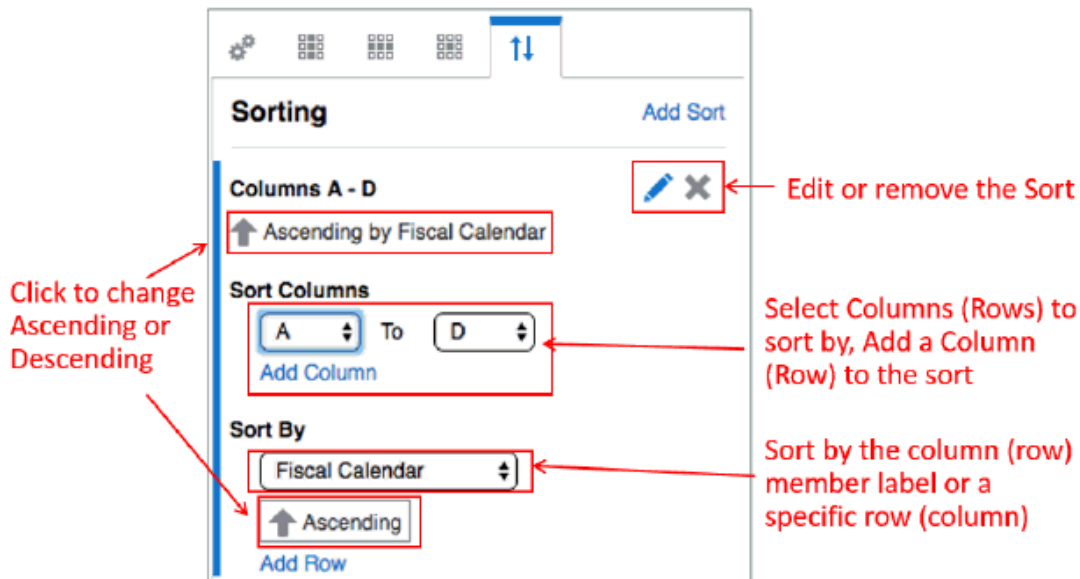 Sorting
Add Sort
Columns A - D
Edit or remove the Sort
Ascending by Fiscal Calendar
Click to change
Ascending or
Descending
Sort Columns
A To D
Add Column
Select Columns (Rows) to
sort by, Add a Column
(Row) to the sort
Sort By
Fiscal Calendar
Sort by the column (row)
member label or a
specific row (column)
Ascending
Add Row